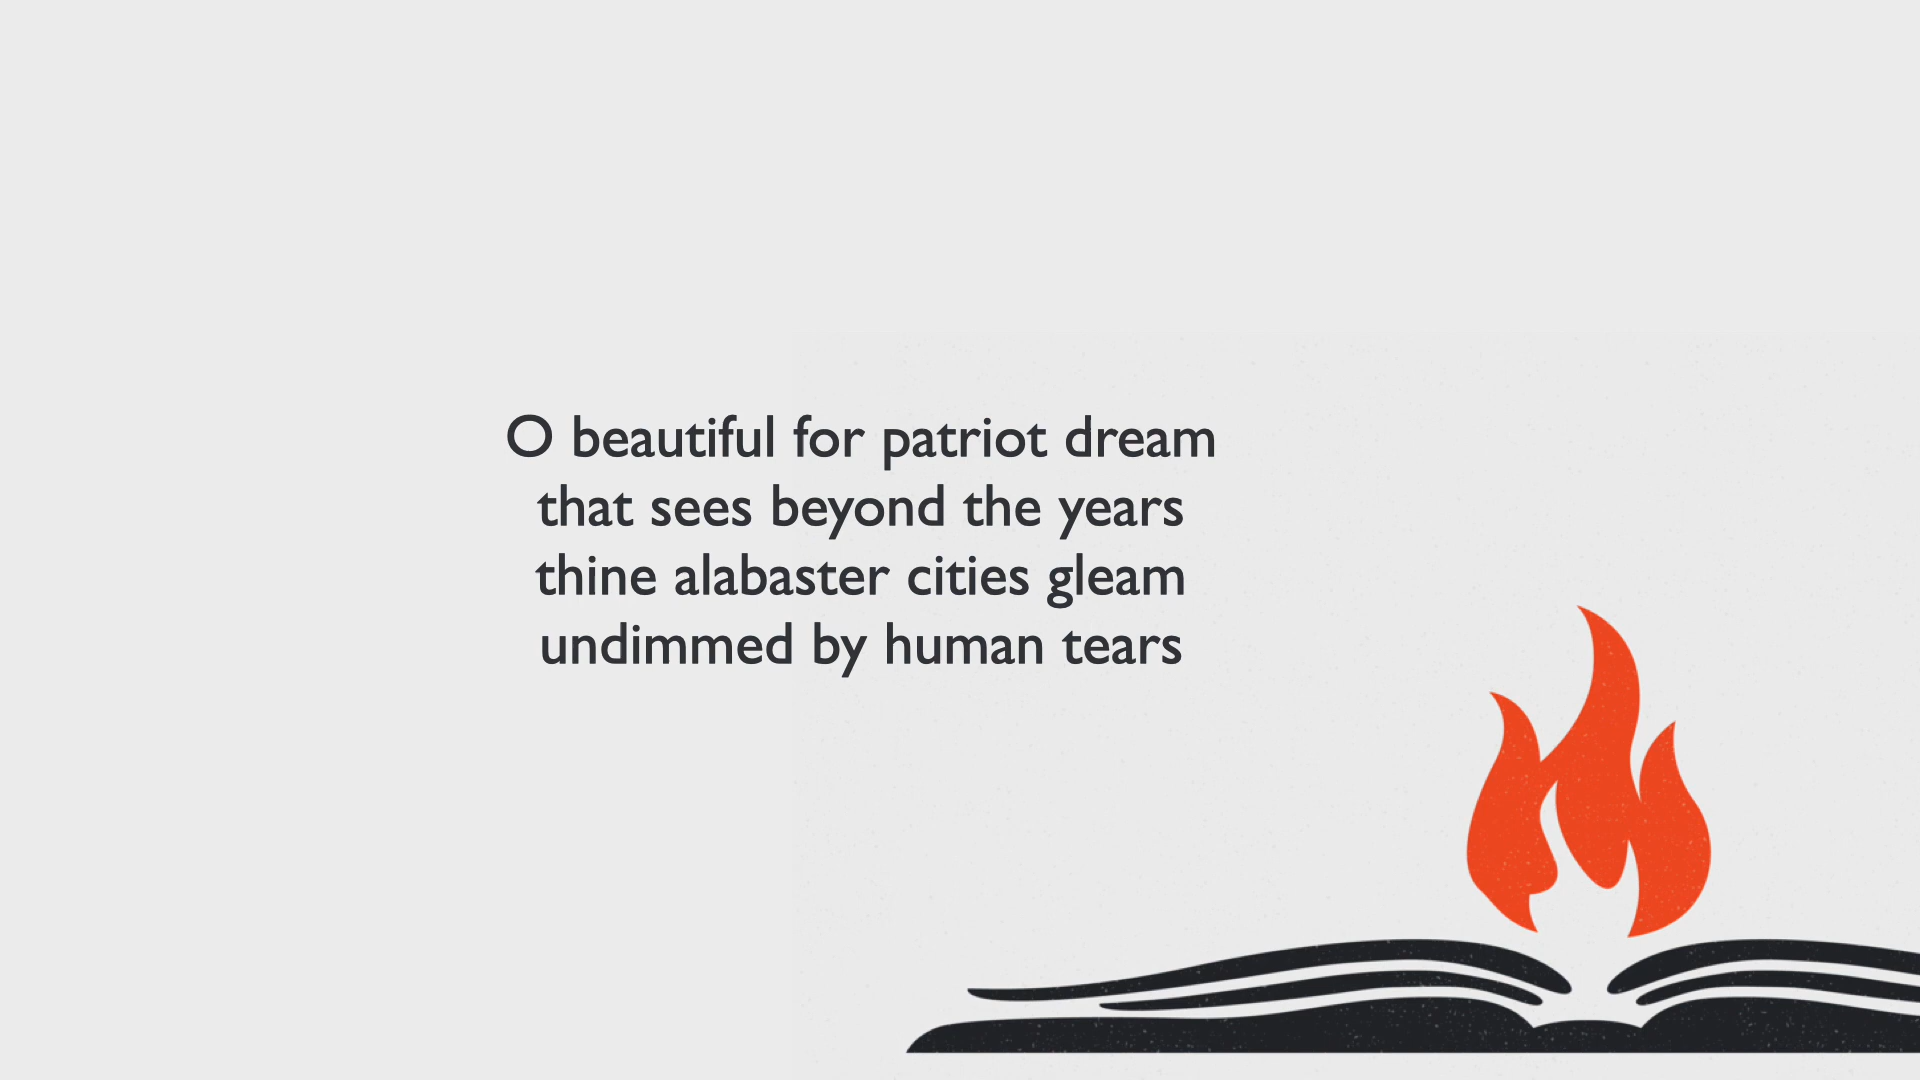 O beautiful for patriot dream
that sees beyond the years
thine alabaster cities gleam
undimmed by human tears